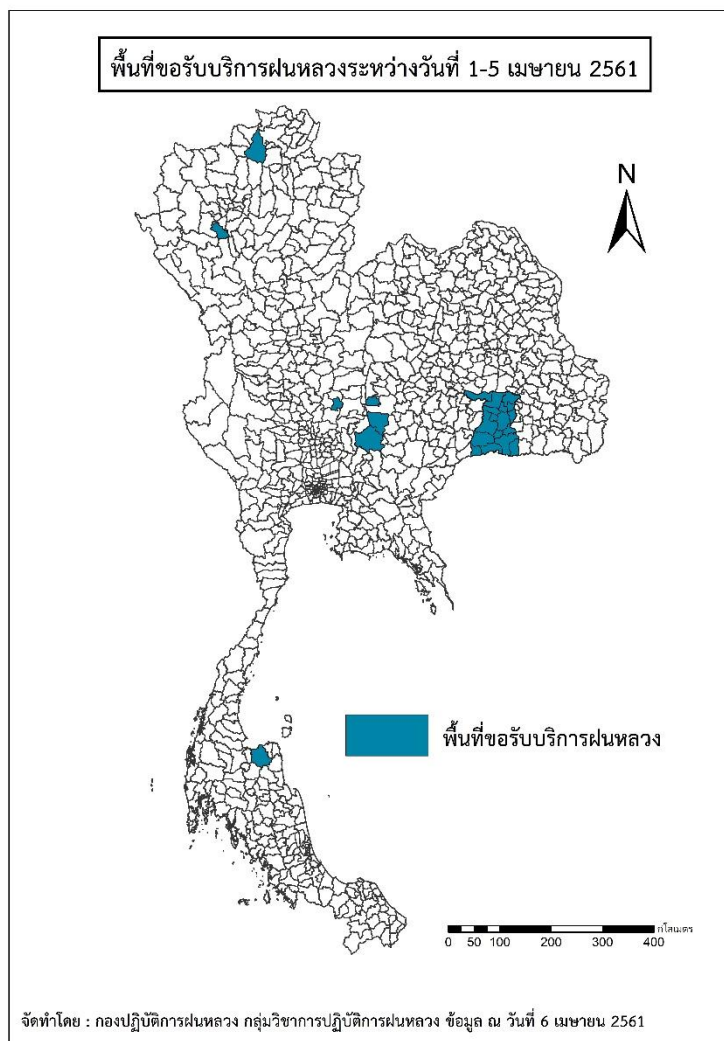 พื้นที่ขอรับบริการฝนหลวงระหว่างวันที่ 1-5 เมษายน 2561
N
พื้นที่ขอรับบริการฝนหลวง
กิโลเมตร
0 50 100 200 300 400
จัดทำโดย : กองปฏิบัติการฝนหลวง กลุ่มวิชาการปฏิบัติการฝนหลวง ข้อมูล ณ วันที่ 6 เมษายน 2561